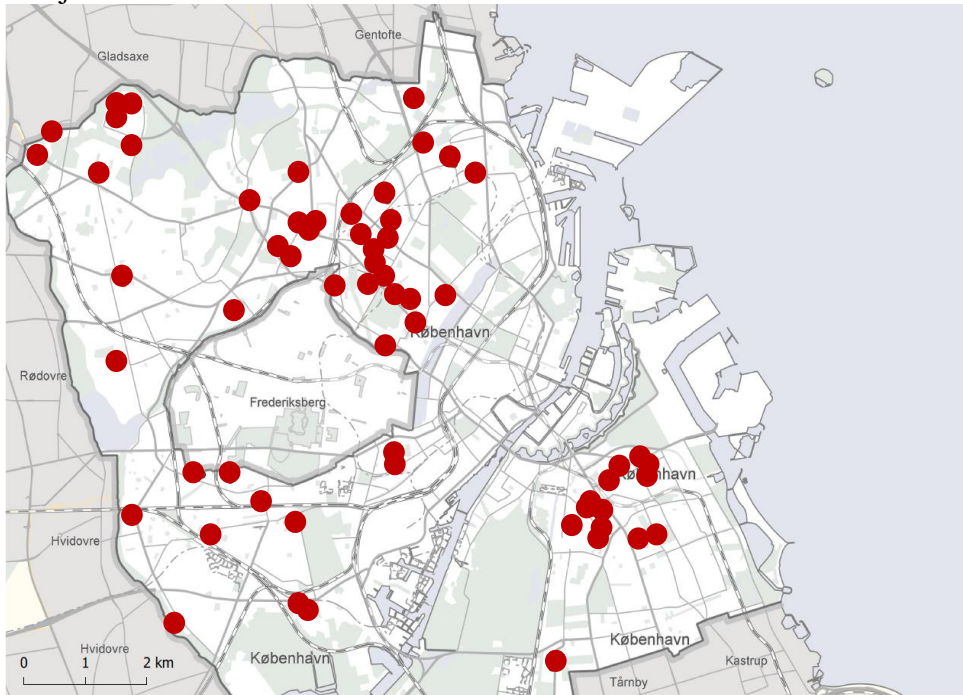 Gentofte
Gladsaxe
København
Rødovre
Frederiksberg
København
Hvidovre
København
Hvidovre
København
Kastrup
Tårnby
0 1 2 km